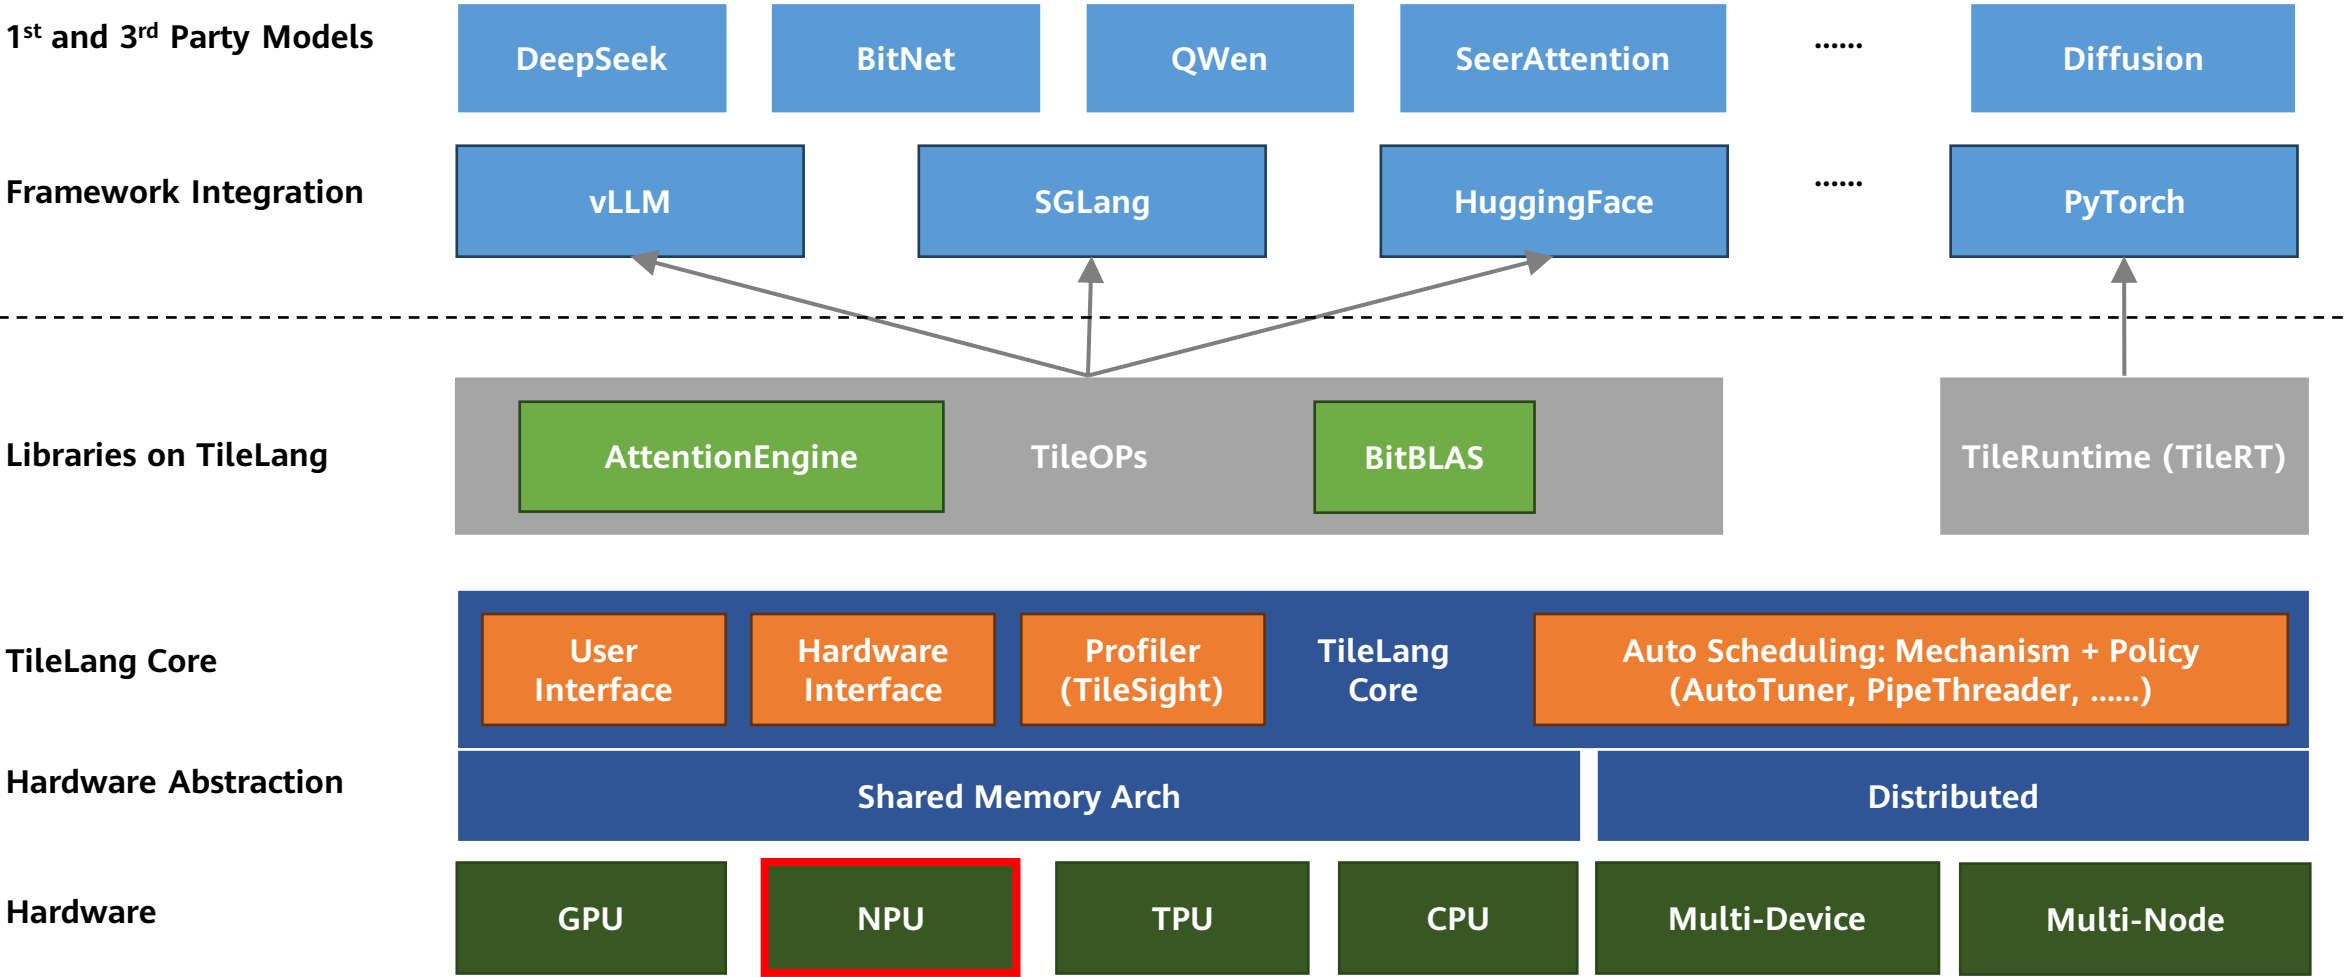 1st and 3rd Party Models
DeepSeek
BitNet
QWen
SeerAttention
......
Diffusion
Framework Integration
vLLM
SGLang
HuggingFace
......
PyTorch
Libraries on TileLang
AttentionEngine
TileOPs
BitBLAS
TileRuntime (TileRT)
TileLang Core
User
Interface
Hardware
Interface
Profiler
(TileSight)
TileLang
Core
Auto Scheduling: Mechanism + Policy
(AutoTuner, PipeThreader, ......)
Hardware Abstraction
Shared Memory Arch
Distributed
Hardware
GPU
NPU
TPU
CPU
Multi-Device
Multi-Node